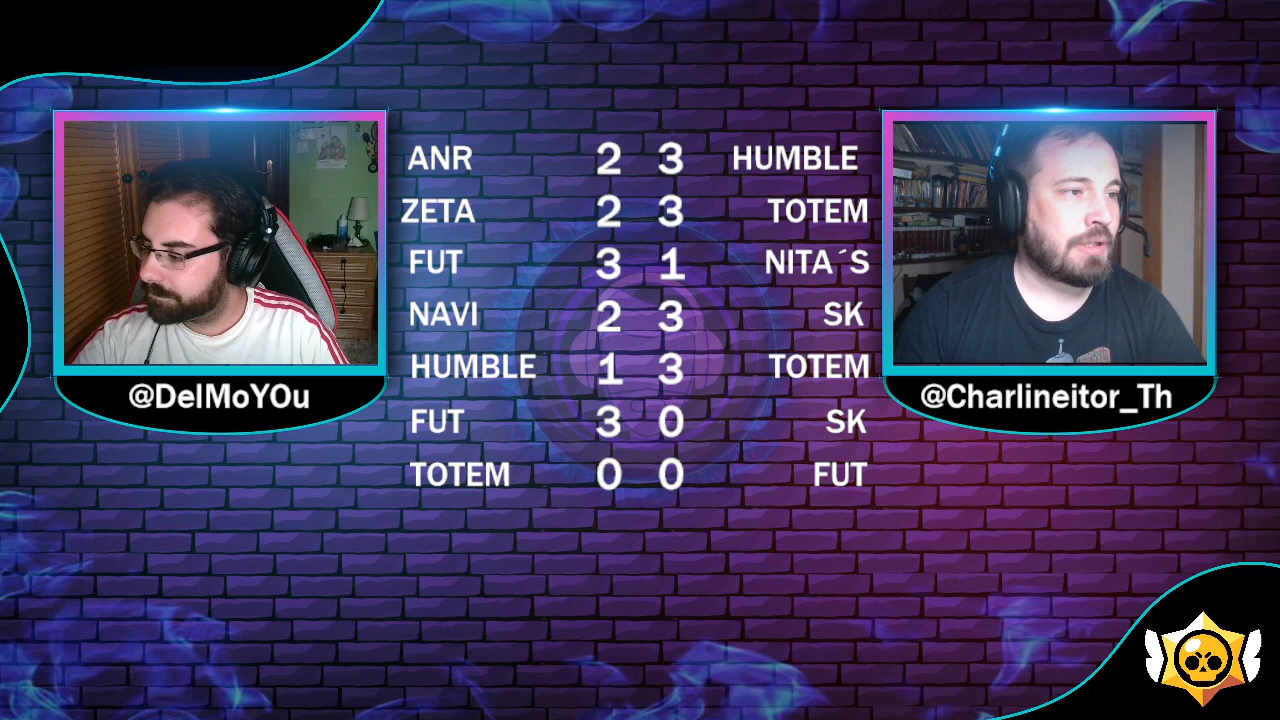 ANR 2 3 HUMBLE
ZETA 2 3 TOTEM
FUT 3 1 NITA´S
NAVI 2 3 SK
HUMBLE 1 3 TOTEM
FUT 3 0 SK
TOTEM 0 0 FUT
@DelMoYOu
@Charlineitor_Th